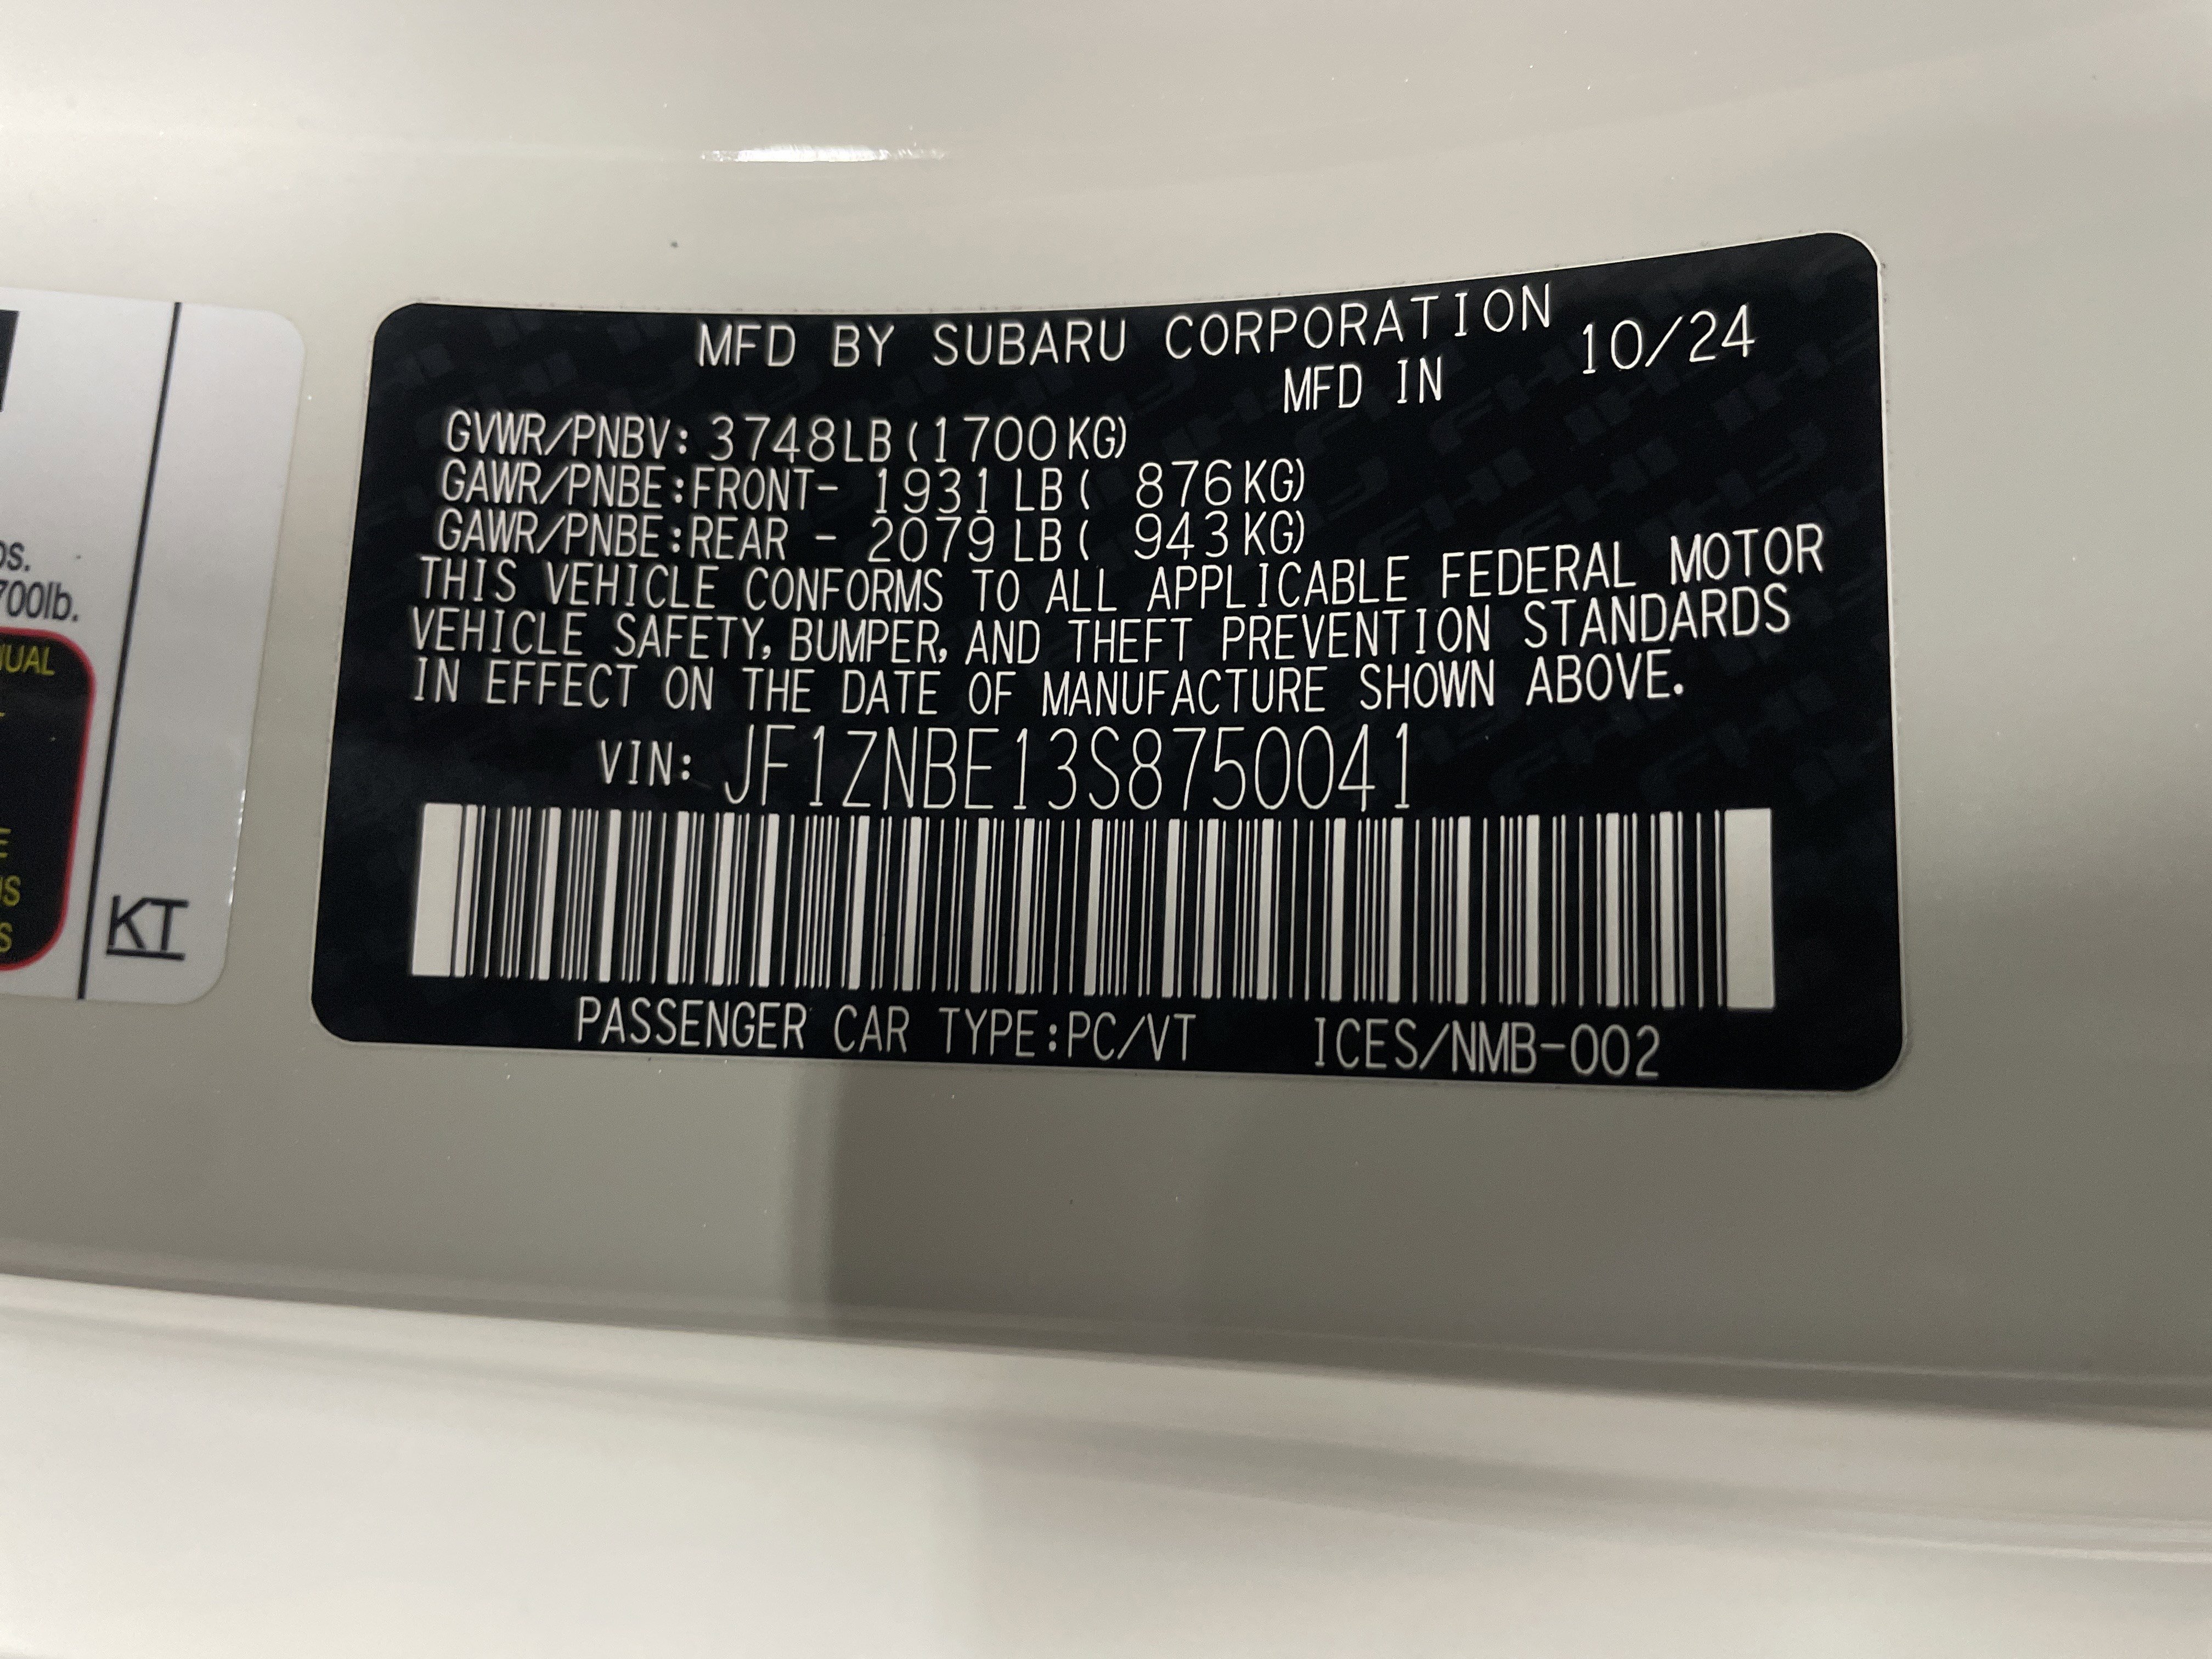 MFD BY SUBARU CORPORATION 10/24
MFD IN
GVWR/PNBV: 3748LB(1700KG)
GAWR/PNBE:FRONT- 1931 LB( 876KG)
GAWR/PNBE:REAR - 2079 LB( 943KG)
THIS VEHICLE CONFORMS TO ALL APPLICABLE FEDERAL MOTOR
VEHICLE SAFETY, BUMPER, AND THEFT PREVENTION STANDARDS
IN EFFECT ON THE DATE OF MANUFACTURE SHOWN ABOVE.
VIN: JF1ZNBE13S8750041
PASSENGER CAR TYPE:PC/VT ICES/NMB-002
700lb.
KT